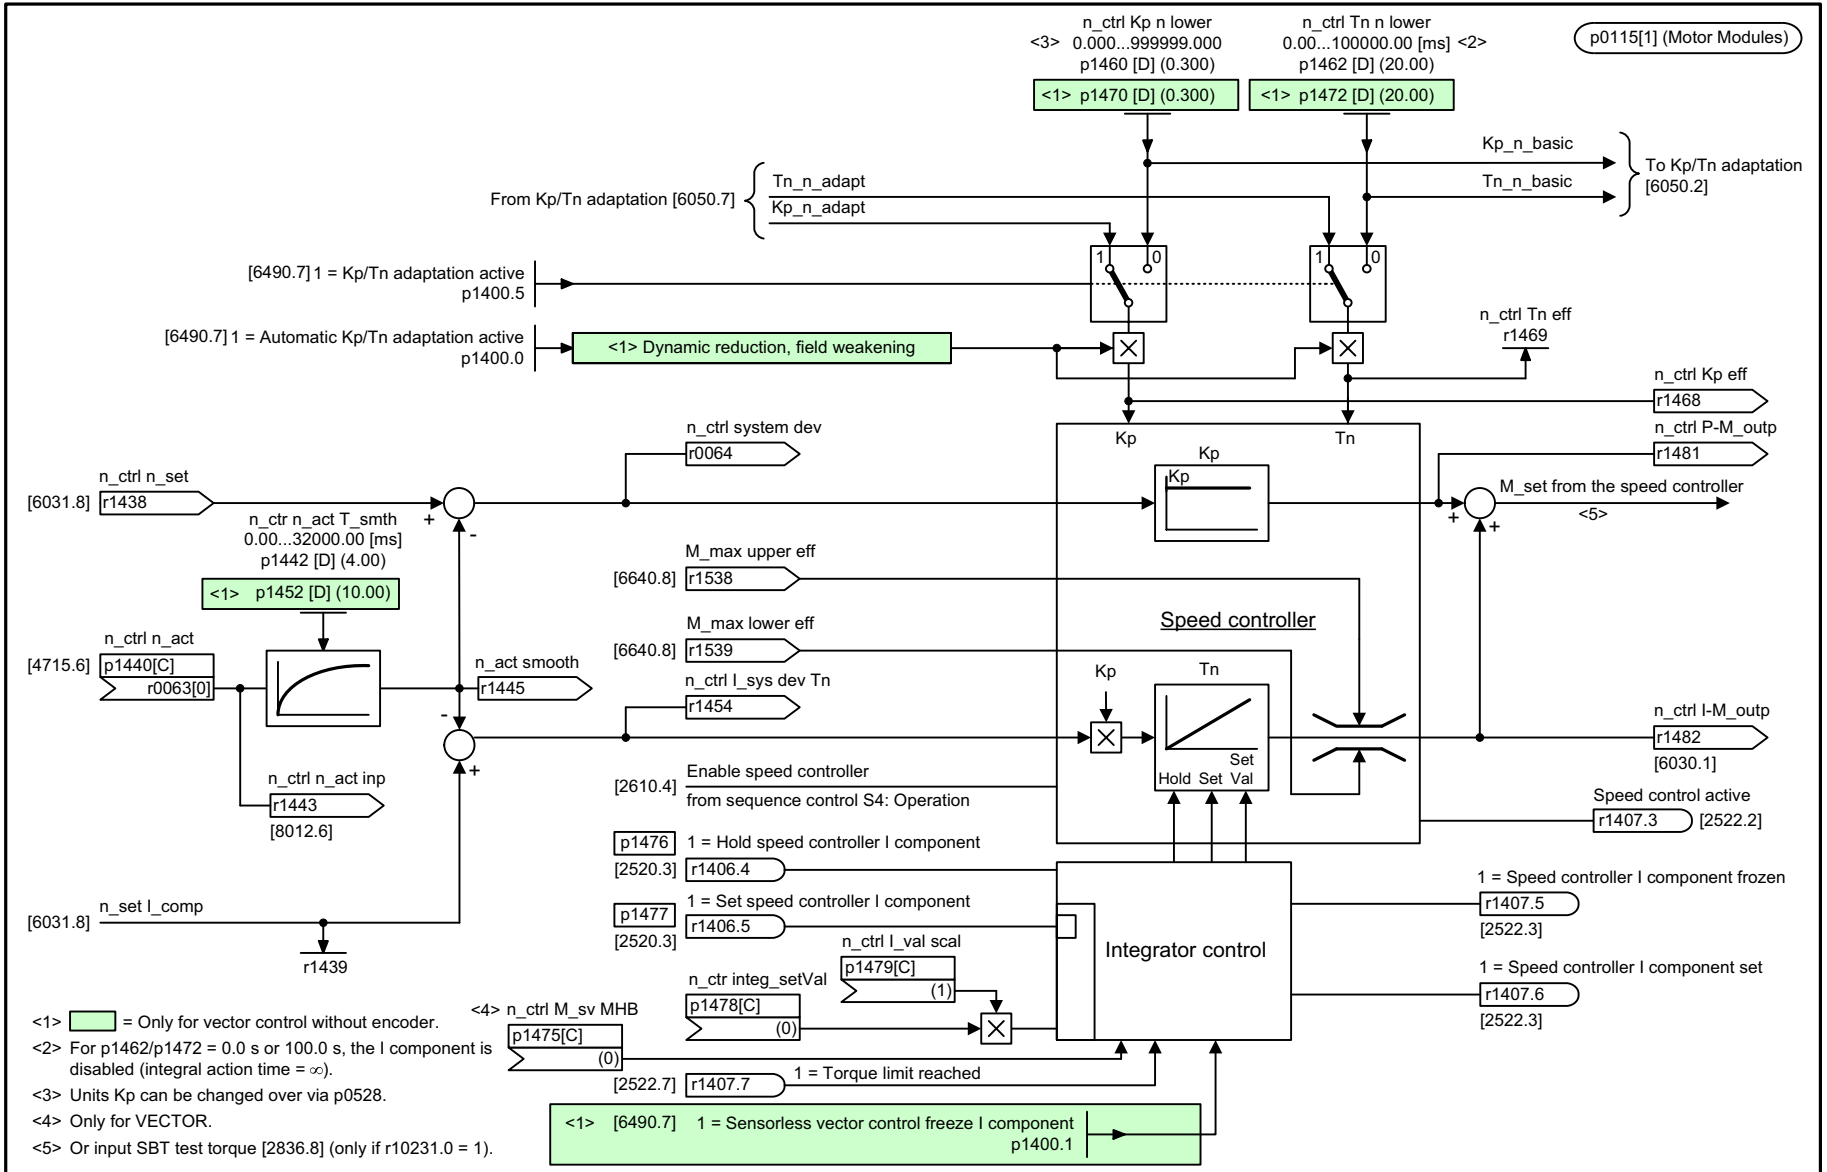 n_ctrl Kp n lower
<3> 0.000...999999.000
p1460 [D] (0.300)
<1> p1470 [D] (0.300)
n_ctrl Tn n lower
0.00...100000.00 [ms] <2>
p1462 [D] (20.00)
<1> p1472 [D] (20.00)
p0115[1] (Motor Modules)
Kp_n_basic
Tn_n_basic
To Kp/Tn adaptation
[6050.2]
From Kp/Tn adaptation [6050.7]
Tn_n_adapt
Kp_n_adapt
1 0
1 0
[6490.7] 1 = Kp/Tn adaptation active
p1400.5
[6490.7] 1 = Automatic Kp/Tn adaptation active
p1400.0
<1> Dynamic reduction, field weakening
n_ctrl Tn eff
r1469
n_ctrl Kp eff
r1468
n_ctrl P-M_outp
r1481
n_ctrl system dev
r0064
Kp
Tn
Kp
Kp
n_ctrl n_set
[6031.8] r1438
+
-
+
+
M_set from the speed controller
<5>
n_ctr n_act T_smth
0.00...32000.00 [ms]
p1442 [D] (4.00)
<1> p1452 [D] (10.00)
M_max upper eff
[6640.8] r1538
M_max lower eff
[6640.8] r1539
Speed controller
n_ctrl n_act
[4715.6] p1440[C]
r0063[0]
n_act smooth
r1445
n_ctrl I_sys dev Tn
r1454
Kp
Tn
-
+
Set
Hold Set Val
n_ctrl I-M_outp
r1482
[6030.1]
n_ctrl n_act inp
r1443
[8012.6]
[2610.4] Enable speed controller
from sequence control S4: Operation
Speed control active
r1407.3 [2522.2]
p1476 1 = Hold speed controller I component
[2520.3] r1406.4
p1477 1 = Set speed controller I component
[2520.3] r1406.5
1 = Speed controller I component frozen
r1407.5
[2522.3]
[6031.8] n_set I_comp
r1439
n_ctrl I_val scal
p1479[C]
(1)
n_ctr integ_setVal
p1478[C]
(0)
Integrator control
1 = Speed controller I component set
r1407.6
[2522.3]
<4> n_ctrl M_sv MHB
p1475[C]
(0)
[2522.7] r1407.7 1 = Torque limit reached
<1> [6490.7] 1 = Sensorless vector control freeze I component
p1400.1
<1> = Only for vector control without encoder.
<2> For p1462/p1472 = 0.0 s or 100.0 s, the I component is
disabled (integral action time = ∞).
<3> Units Kp can be changed over via p0528.
<4> Only for VECTOR.
<5> Or input SBT test torque [2836.8] (only if r10231.0 = 1).